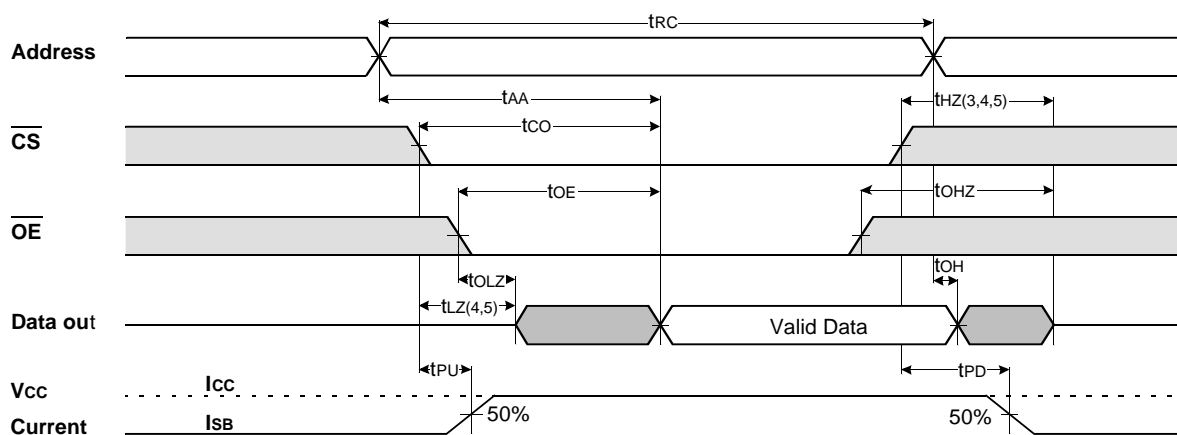 tRC
Address
tAA
tHZ(3,4,5)
tCO
CS
tOE
tOHZ
OE
tOLZ
tOH
tLZ(4,5)
Data out
Valid Data
tPU
tPD
VCC
ICC
50%
50%
Current
ISB